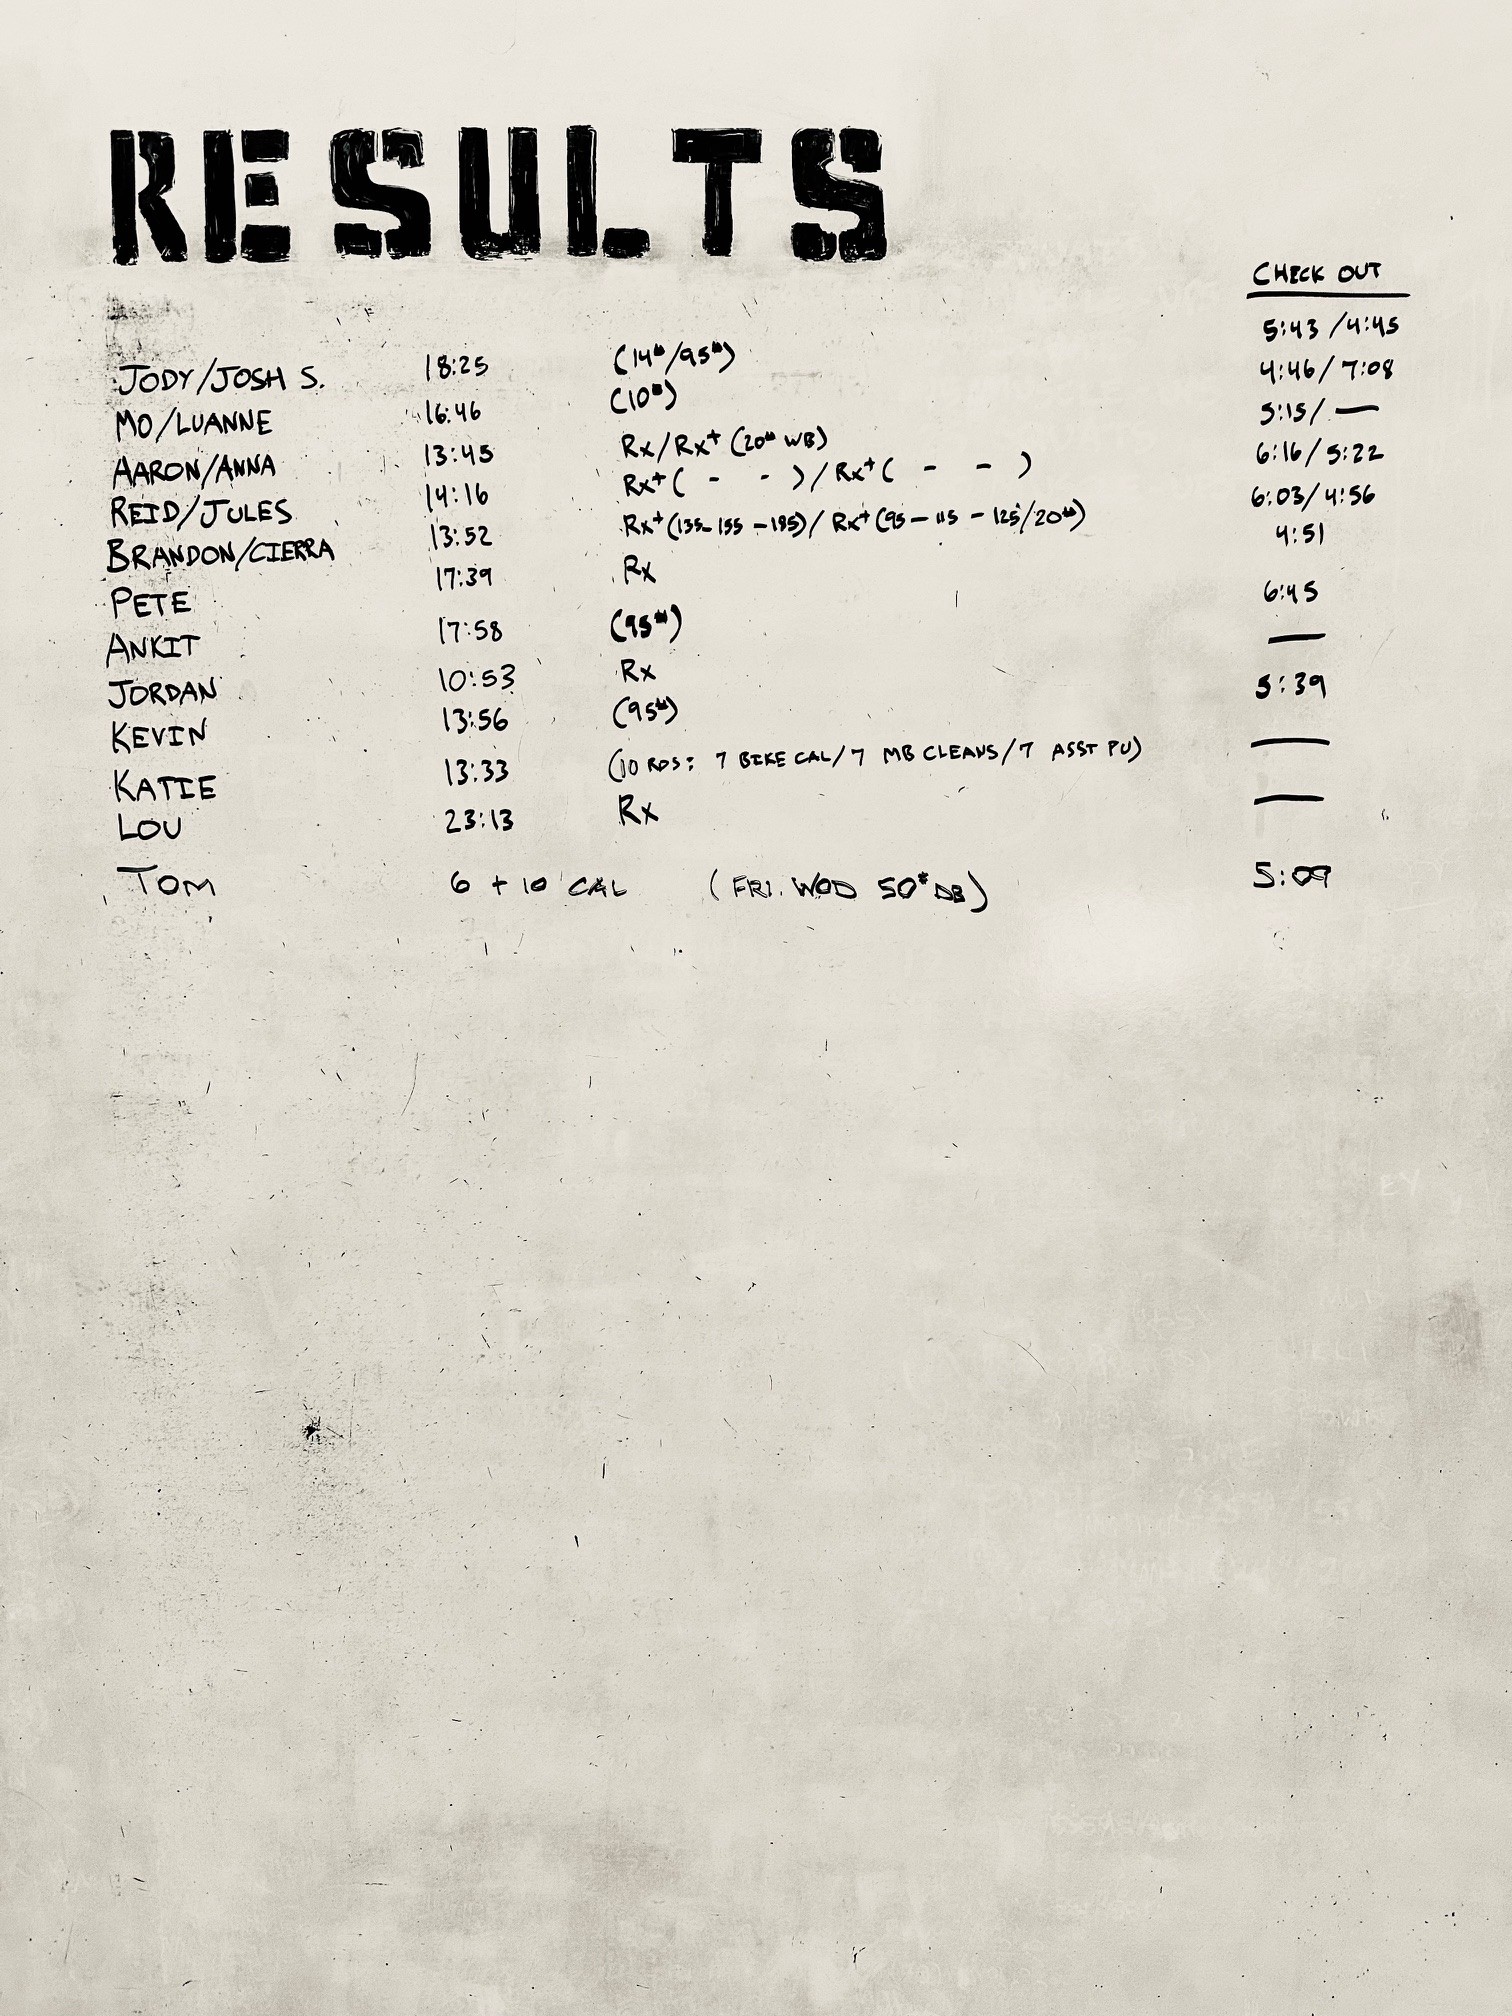 RESULTS
CHECK OUT
JODY/JOSH S. 18:25 (14#/95#) 5:43/4:45
MO/LUANNE 16:46 (10#) 4:46/7:08
AARON/ANNA 13:45 Rx/Rx+ (20# WB) 5:15/—
REID/JULES 14:16 Rx+( - - )/Rx+( - - ) 6:16/5:22
BRANDON/CIERRA 13:52 Rx+(135-155-185)/Rx+(95-115-125/20#) 6:03/4:56
PETE 17:39 Rx 4:51
ANKIT 17:58 (95#) 6:45
JORDAN 10:53 Rx —
KEVIN 13:56 (95#) 5:39
KATIE 13:33 (10 RDS: 7 BIKE CAL/7 MB CLEANS/7 ASST PU) —
LOU 23:13 Rx —
TOM 6 + 10 CAL (FRI. WOD 50# DB) 5:09